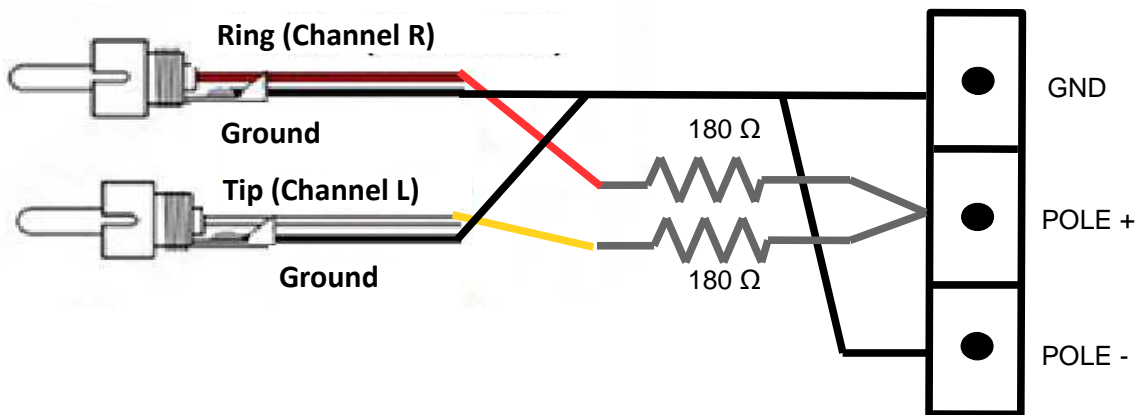 Ring (Channel R)
GND
Ground
180 Ω
Tip (Channel L)
POLE +
Ground
180 Ω
POLE -